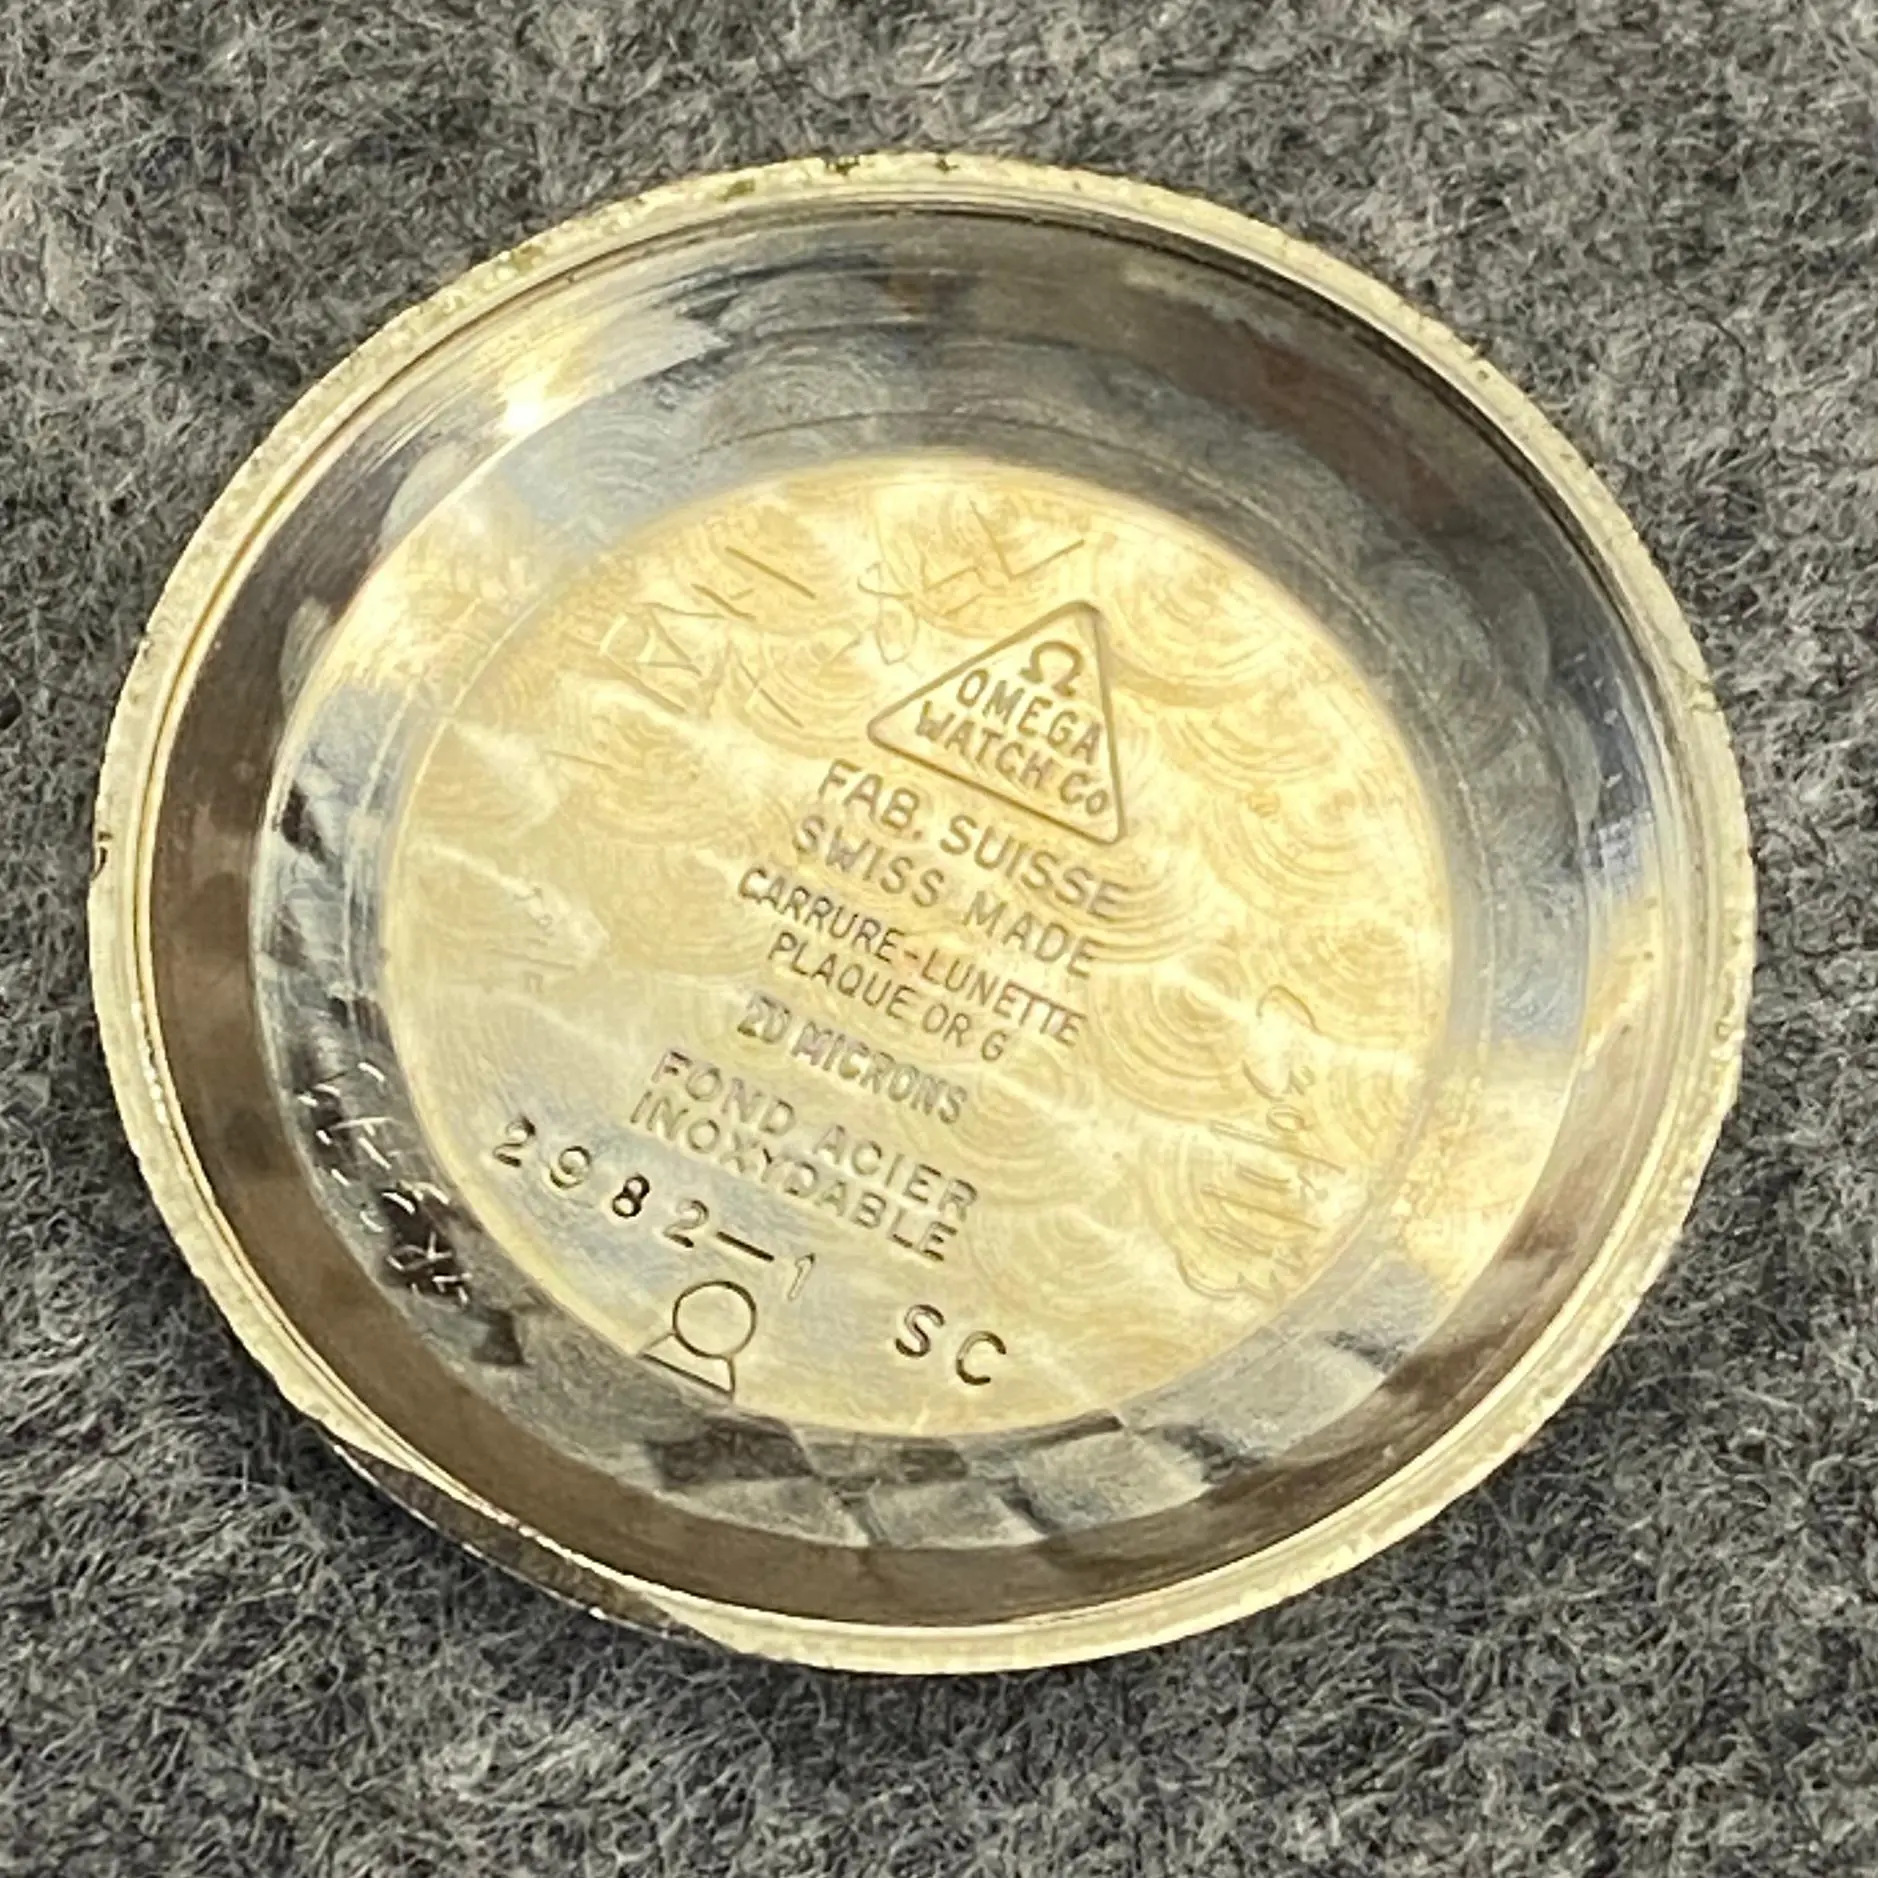 Ω
OMEGA
WATCH Co
FAB. SUISSE
SWISS MADE
CARRURE-LUNETTE
PLAQUE OR G
20 MICRONS
FOND ACIER
INOXYDABLE
2982-1
SC